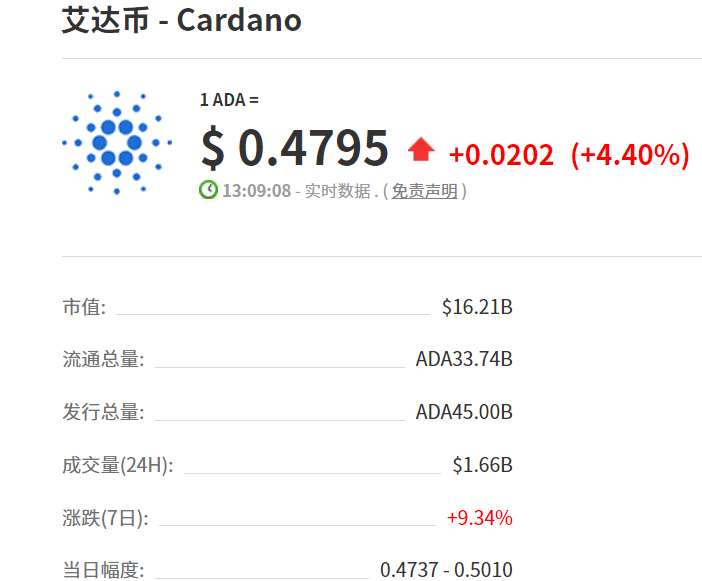 艾达币 - Cardano
1 ADA =
$ 0.4795 +0.0202 (+4.40%)
13:09:08 - 实时数据 . ( 免责声明 )
市值: $16.21B
流通总量: ADA33.74B
发行总量: ADA45.00B
成交量(24H): $1.66B
涨跌(7日): +9.34%
当日幅度: 0.4737 - 0.5010